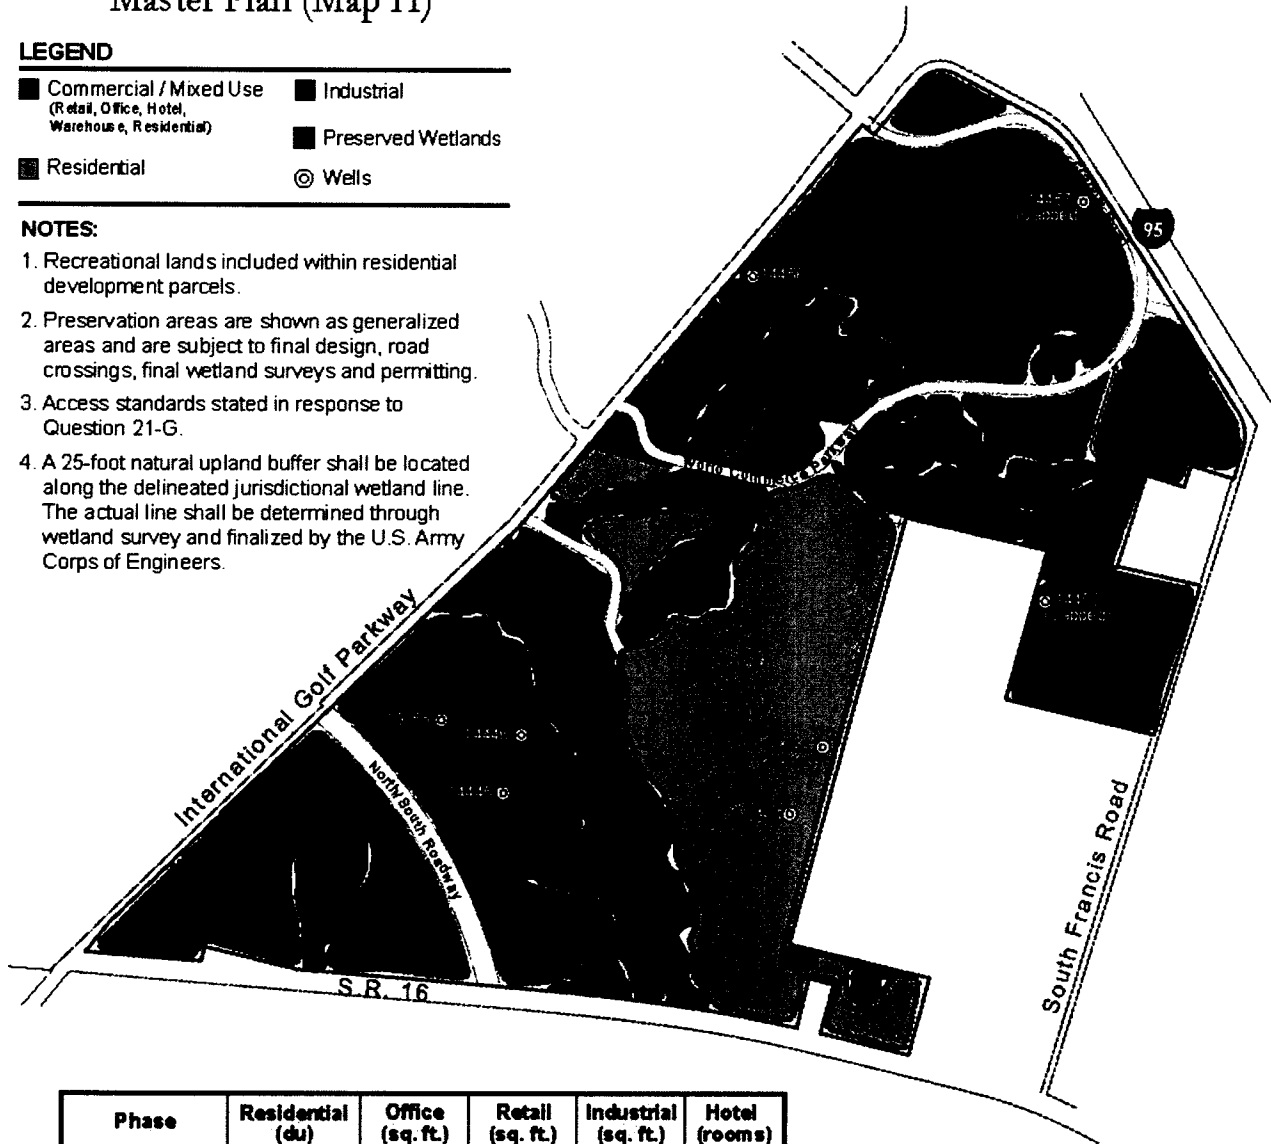 Master Plan (Map H)
LEGEND
Commercial / Mixed Use
(Retail, Office, Hotel,
Warehouse, Residential)
Residential
Industrial
Preserved Wetlands
Wells
NOTES:
1. Recreational lands included within residential
development parcels.
2. Preservation areas are shown as generalized
areas and are subject to final design, road
crossings, final wetland surveys and permitting.
3. Access standards stated in response to
Question 21-G.
4. A 25-foot natural upland buffer shall be located
along the delineated jurisdictional wetland line.
The actual line shall be determined through
wetland survey and finalized by the U.S. Army
Corps of Engineers.
95
World Commerce Parkway
International Golf Parkway
North/South Roadway
S.R. 16
South Francis Road
Phase
Residential
(du)
Office
(sq. ft.)
Retail
(sq. ft.)
Industrial
(sq. ft.)
Hotel
(rooms)